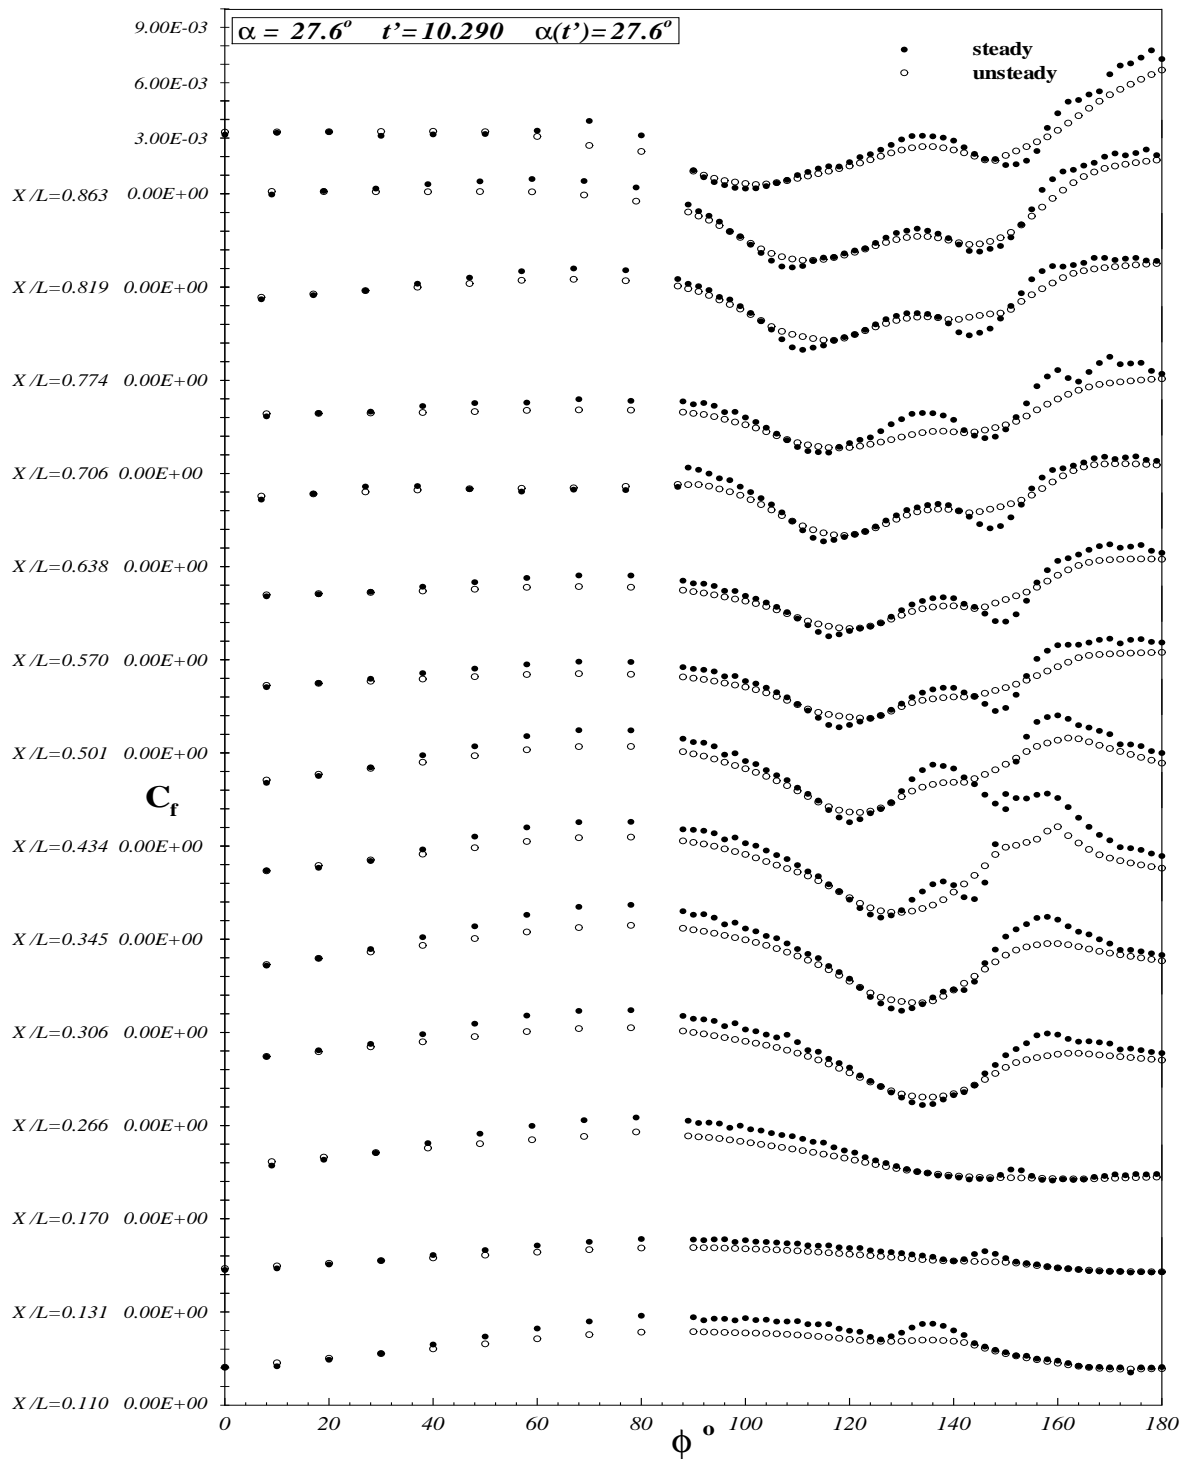 9.00E-03
α = 27.6° t'=10.290 α(t')=27.6°
steady
6.00E-03
unsteady
3.00E-03
X/L=0.863 0.00E+00
X/L=0.819 0.00E+00
X/L=0.774 0.00E+00
X/L=0.706 0.00E+00
X/L=0.638 0.00E+00
X/L=0.570 0.00E+00
X/L=0.501 0.00E+00
C_f
X/L=0.434 0.00E+00
X/L=0.345 0.00E+00
X/L=0.306 0.00E+00
X/L=0.266 0.00E+00
X/L=0.170 0.00E+00
X/L=0.131 0.00E+00
X/L=0.110 0.00E+00
0 20 40 60 80 100 120 140 160 180
ϕ °